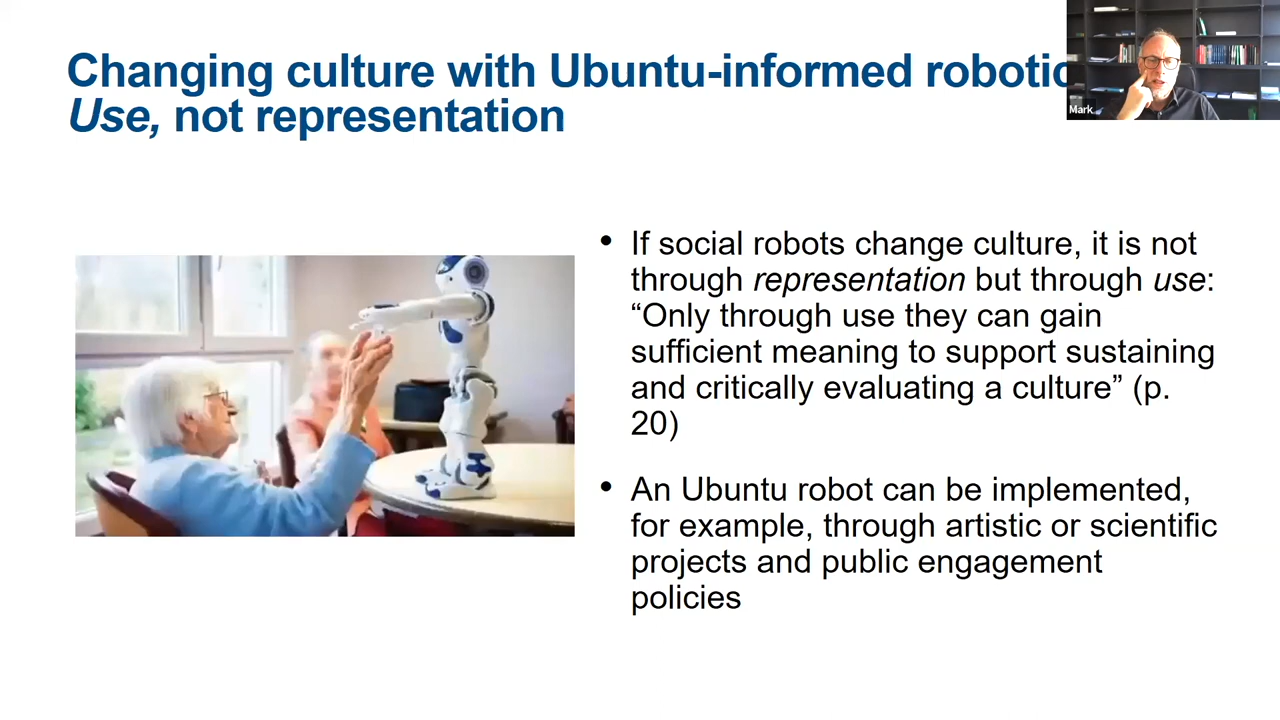 Changing culture with Ubuntu-informed robotic
Use, not representation
Mark
• If social robots change culture, it is not
through representation but through use:
“Only through use they can gain
sufficient meaning to support sustaining
and critically evaluating a culture” (p.
20)
• An Ubuntu robot can be implemented,
for example, through artistic or scientific
projects and public engagement
policies